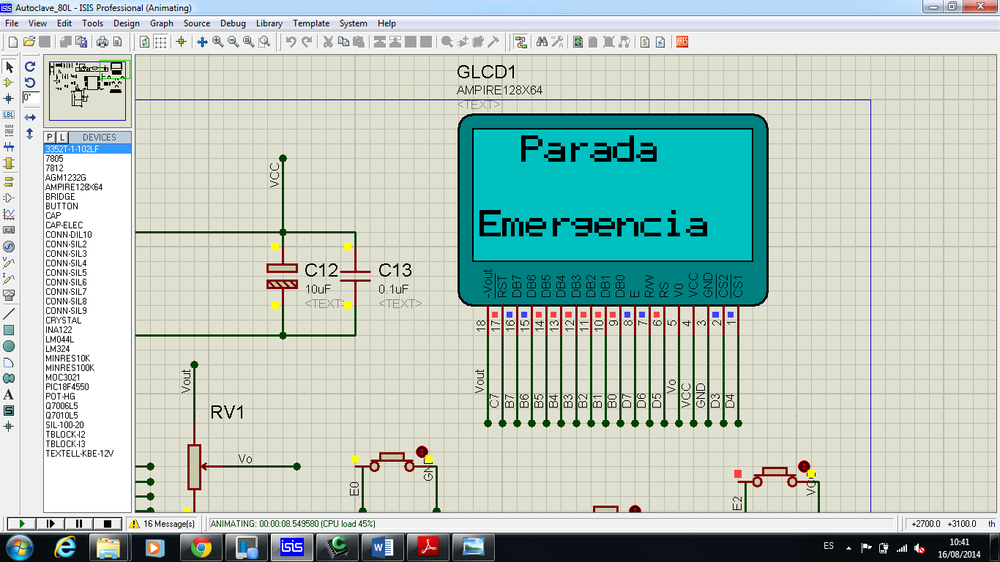 Autoclave_80L - ISIS Professional (Animating)
File View Edit Tools Design Graph Source Debug Library Template System Help
ARES
0°
LBL
P L DEVICES
3352T-1-102LF
7805
7812
AGM1232G
AMPIRE128X64
BRIDGE
BUTTON
CAP
CAP-ELEC
CONN-DIL10
CONN-SIL2
CONN-SIL3
CONN-SIL4
CONN-SIL5
CONN-SIL6
CONN-SIL7
CONN-SIL8
CONN-SIL9
CRYSTAL
INA122
LM044L
LM324
MINRES10K
MINRES100K
MOC3021
PIC18F4550
POT-HG
Q7006L5
Q7010L5
SIL-100-20
TBLOCK-I2
TBLOCK-I3
TEXTELL-KBE-12V
GLCD1
AMPIRE128X64
<TEXT>
Parada
Emergencia
-Vout RST DB7 DB6 DB5 DB4 DB3 DB2 DB1 DB0 E R/W RS V0 VCC GND CS2 CS1
18 17 16 15 14 13 12 11 10 9 8 7 6 5 4 3 2 1
Vout C7 B7 B6 B5 B4 B3 B2 B1 B0 D7 D6 D5 Vo VCC GND D3 D4
VCC
C12
10uF
<TEXT>
C13
0.1uF
<TEXT>
Vout
RV1
Vo
E0
E2
16 Message(s)
ANIMATING: 00:00:08.549580 (CPU load 45%)
+2700.0 +3100.0 th
isis
ES
10:41
16/08/2014